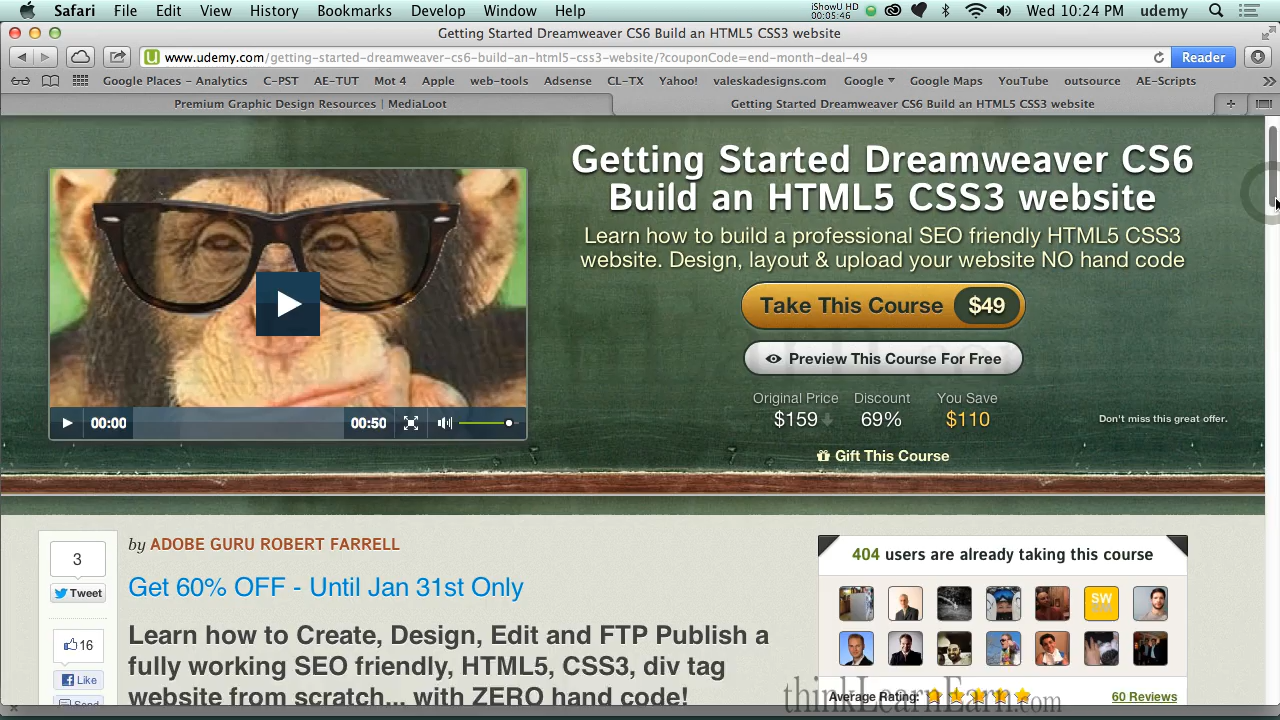 Safari File Edit View History Bookmarks Develop Window Help iShowU HD 00:05:46 Wed 10:24 PM udemy
Getting Started Dreamweaver CS6 Build an HTML5 CSS3 website
www.udemy.com/getting-started-dreamweaver-cs6-build-an-html5-css3-website/?couponCode=end-month-deal-49 Reader
Google Places - Analytics C-PST AE-TUT Mot 4 Apple web-tools Adsense CL-TX Yahoo! valeskadesigns.com Google Google Maps YouTube outsource AE-Scripts
Premium Graphic Design Resources | MediaLoot Getting Started Dreamweaver CS6 Build an HTML5 CSS3 website
Getting Started Dreamweaver CS6
Build an HTML5 CSS3 website
Learn how to build a professional SEO friendly HTML5 CSS3
website. Design, layout & upload your website NO hand code
Take This Course $49
Preview This Course For Free
Original Price Discount You Save
$159 69% $110
Don't miss this great offer.
00:00 00:50
Gift This Course
by ADOBE GURU ROBERT FARRELL
3
Tweet
16
Like
Send
Get 60% OFF - Until Jan 31st Only
Learn how to Create, Design, Edit and FTP Publish a
fully working SEO friendly, HTML5, CSS3, div tag
website from scratch... with ZERO hand code!
404 users are already taking this course
SW
Average Rating: 60 Reviews
thinkLearnEarn.com